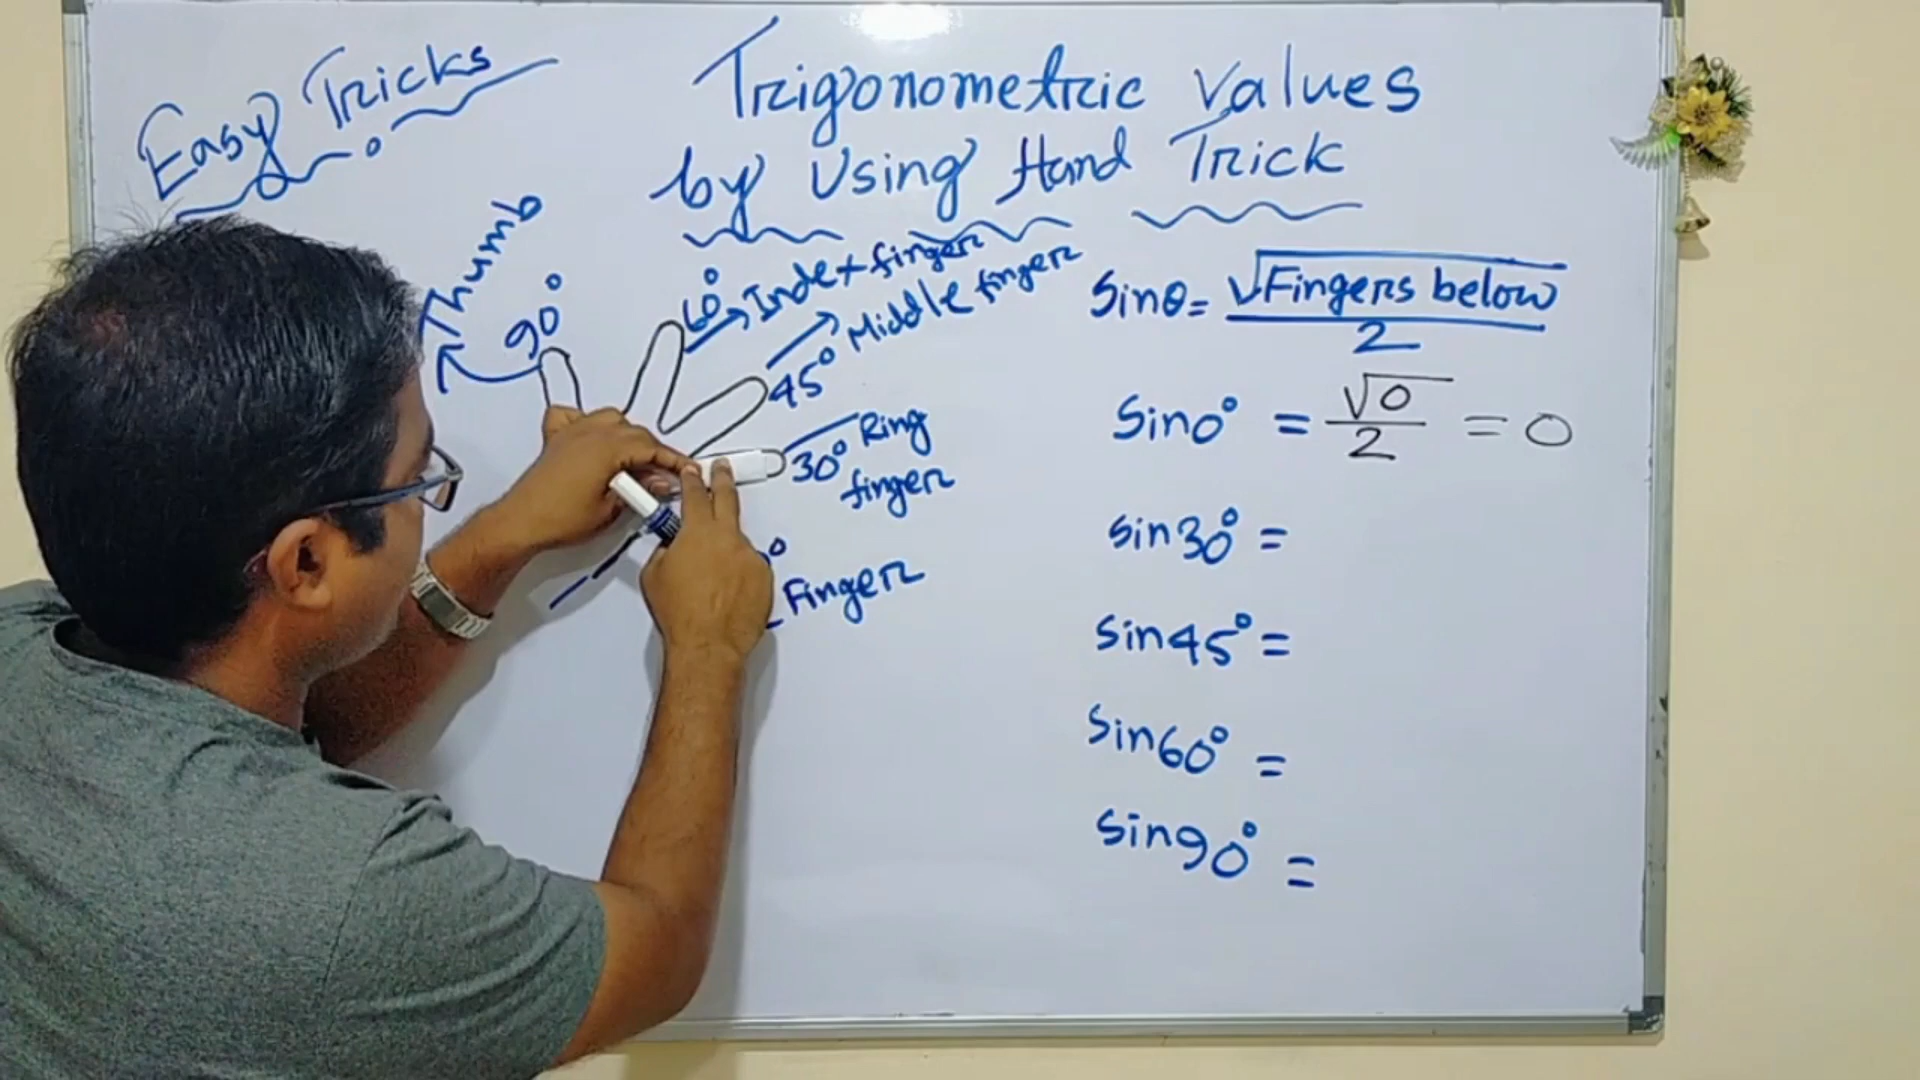 Easy Tricks
Trigonometric Values
by Using Hand Trick
Thumb
90°
60° → Index finger
45° → Middle finger
30° Ring
finger
°
Finger
Sinθ = √Fingers below / 2
Sin0° = √0 / 2 = 0
Sin30° =
Sin45° =
Sin60° =
Sin90° =